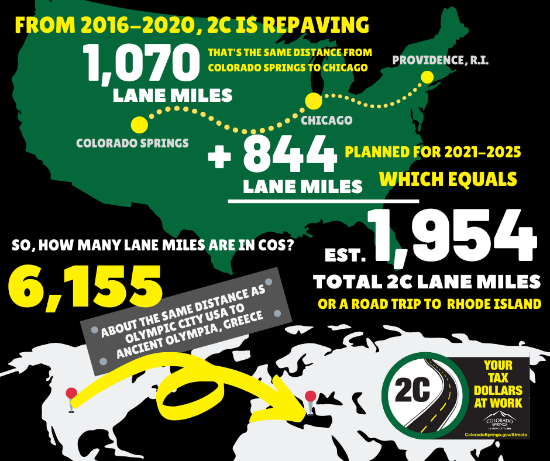 FROM 2016-2020, 2C IS REPAVING
1,070
LANE MILES
THAT'S THE SAME DISTANCE FROM
COLORADO SPRINGS TO CHICAGO
PROVIDENCE, R.I.
CHICAGO
COLORADO SPRINGS
+ 844
LANE MILES
PLANNED FOR 2021-2025
WHICH EQUALS
EST. 1,954
TOTAL 2C LANE MILES
OR A ROAD TRIP TO RHODE ISLAND
SO, HOW MANY LANE MILES ARE IN COS?
6,155
ABOUT THE SAME DISTANCE AS
OLYMPIC CITY USA TO
ANCIENT OLYMPIA, GREECE
2C
YOUR
TAX
DOLLARS
AT WORK
COLORADO
SPRINGS
ColoradoSprings.gov/Streets